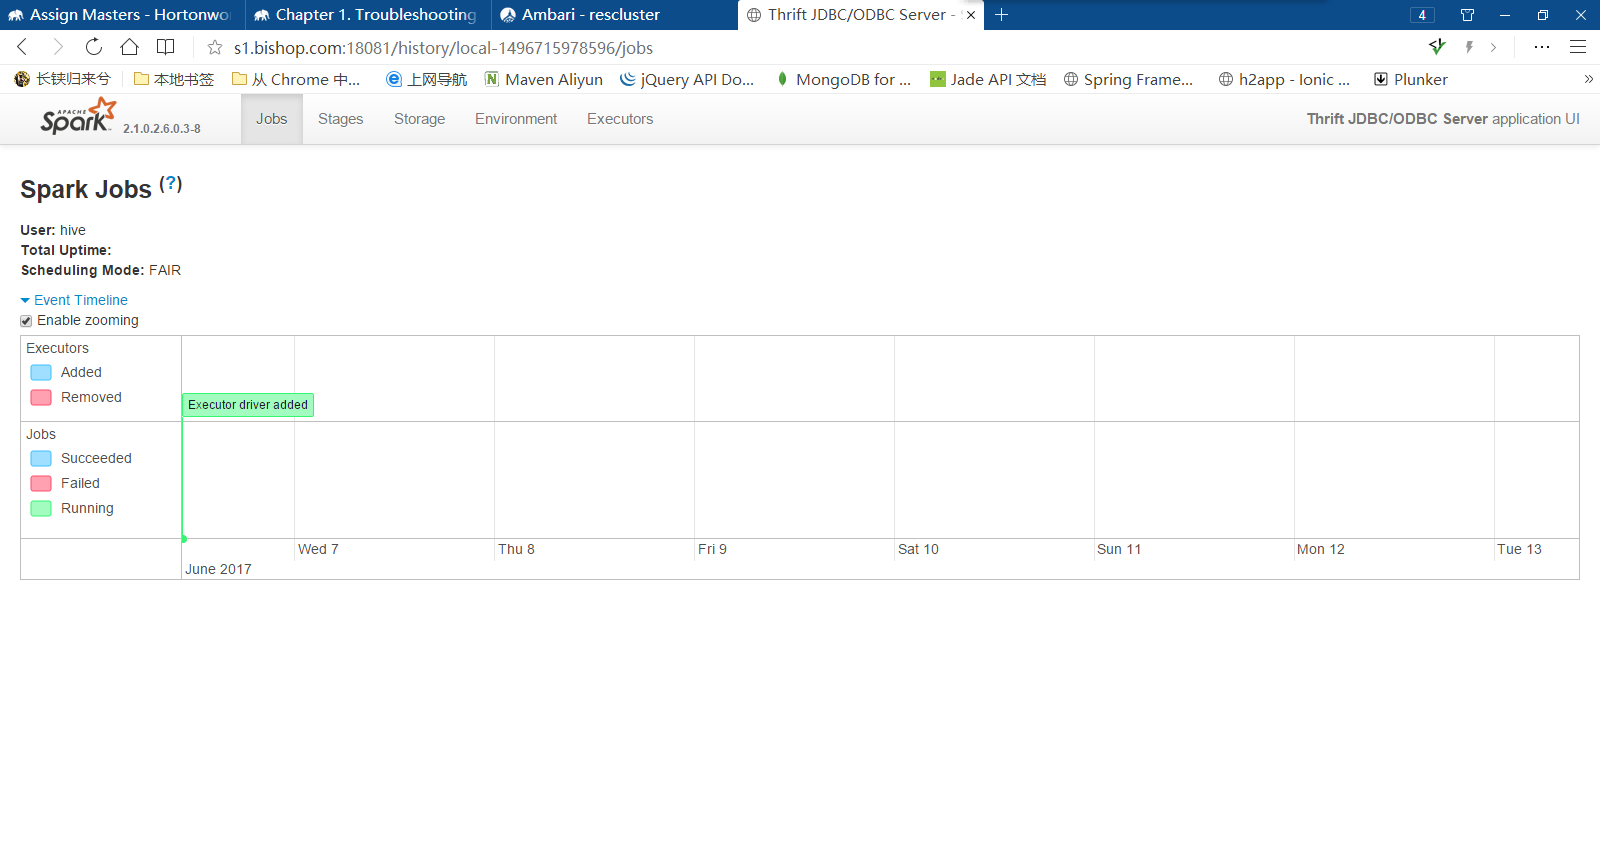 Assign Masters - Hortonwo
Chapter 1. Troubleshooting
Ambari - rescluster
Thrift JDBC/ODBC Server -
4
s1.bishop.com:18081/history/local-1496715978596/jobs
长铗归来兮
本地书签
从 Chrome 中...
上网导航
Maven Aliyun
jQuery API Do...
MongoDB for ...
Jade API 文档
Spring Frame...
h2app - Ionic ...
Plunker
APACHE
Spark
2.1.0.2.6.0.3-8
Jobs
Stages
Storage
Environment
Executors
Thrift JDBC/ODBC Server application UI
Spark Jobs (?)
User: hive
Total Uptime:
Scheduling Mode: FAIR
Event Timeline
Enable zooming
Executors
Added
Removed
Executor driver added
Jobs
Succeeded
Failed
Running
Wed 7
Thu 8
Fri 9
Sat 10
Sun 11
Mon 12
Tue 13
June 2017